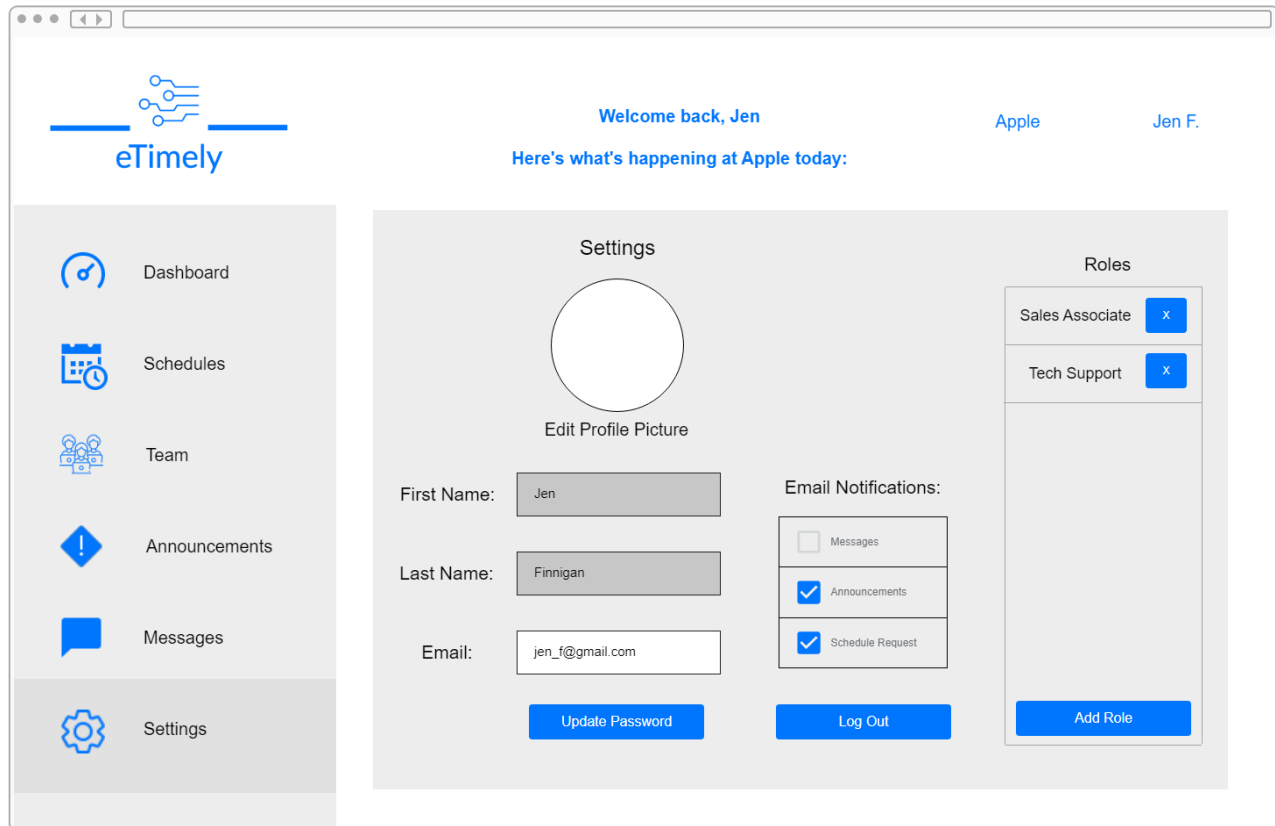 eTimely
Welcome back, Jen
Here's what's happening at Apple today:
Apple
Jen F.
Dashboard
Schedules
Team
Announcements
Messages
Settings
Settings
Edit Profile Picture
First Name:
Jen
Last Name:
Finnigan
Email:
jen_f@gmail.com
Update Password
Email Notifications:
Messages
Announcements
Schedule Request
Log Out
Roles
Sales Associate x
Tech Support x
Add Role